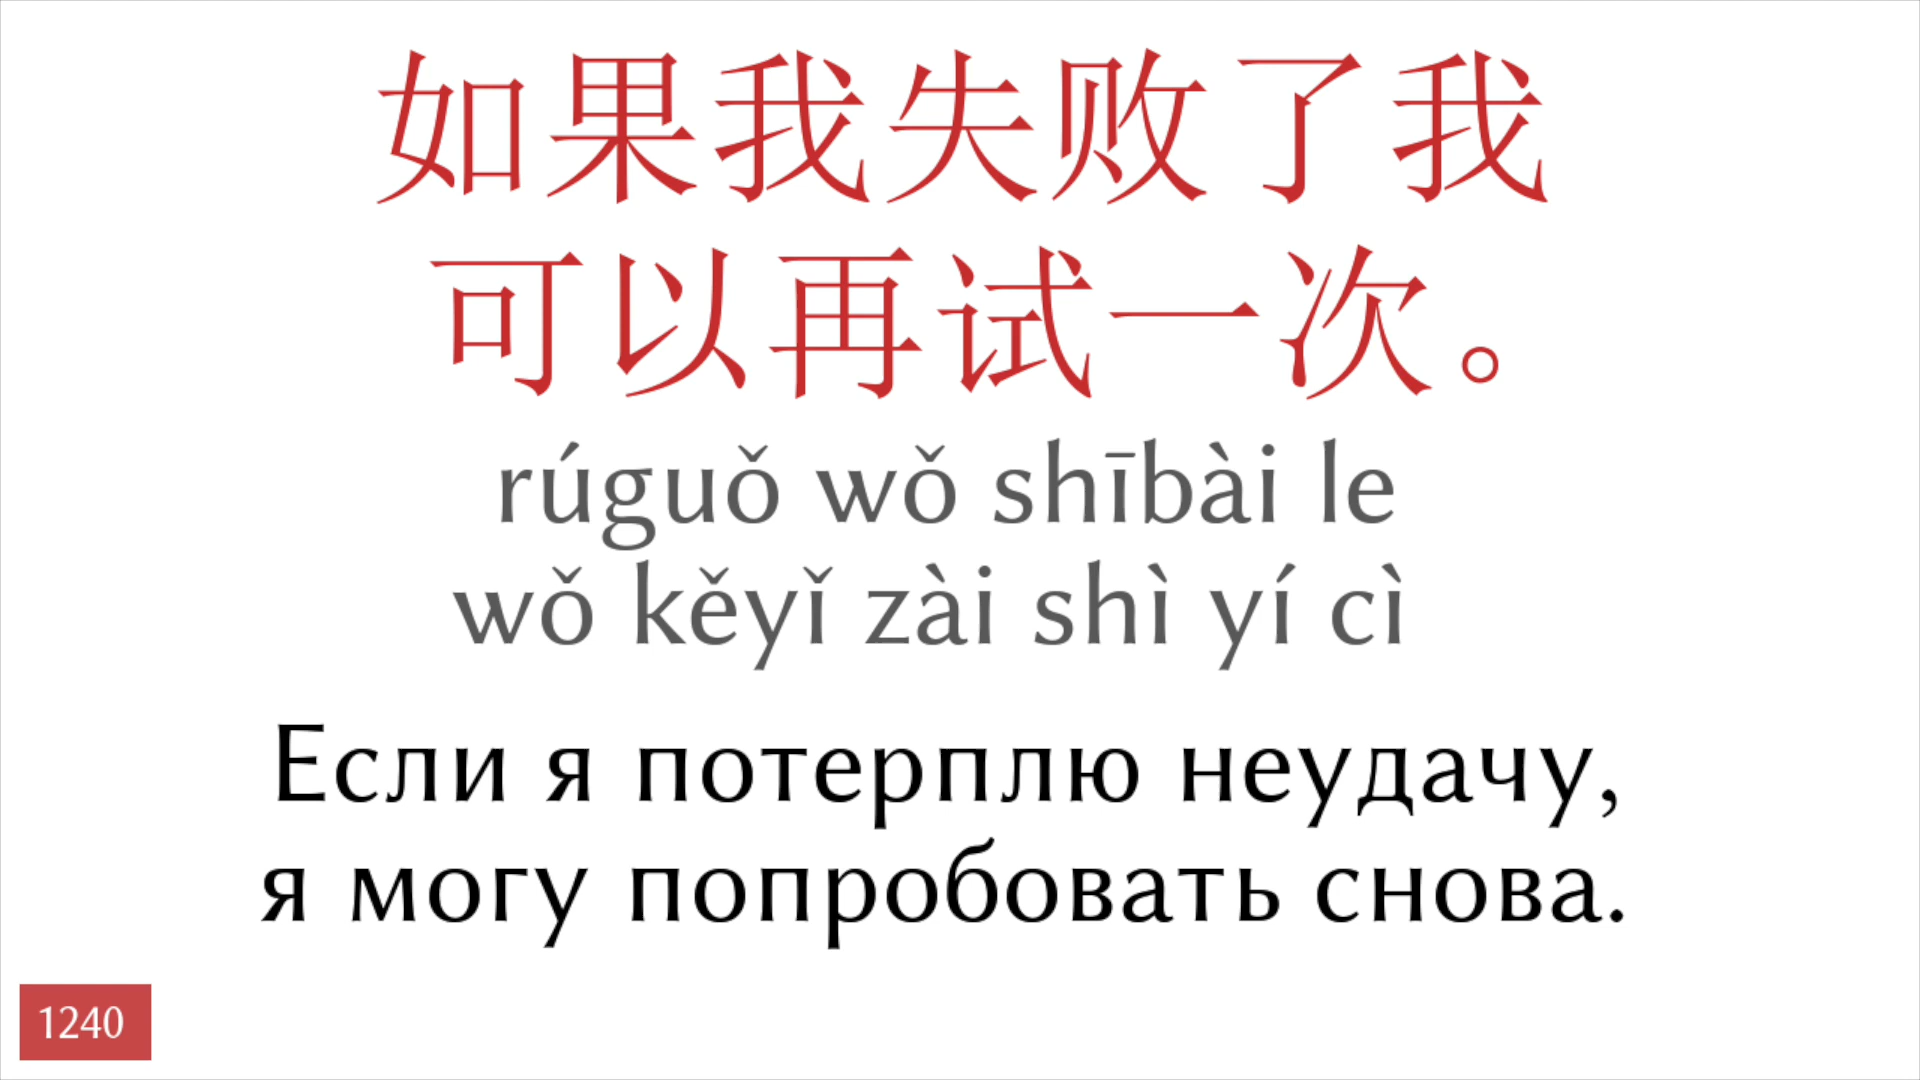 如果我失败了我
可以再试一次。
rúguǒ wǒ shībài le
wǒ kěyǐ zài shì yí cì
Если я потерплю неудачу,
я могу попробовать снова.
1240